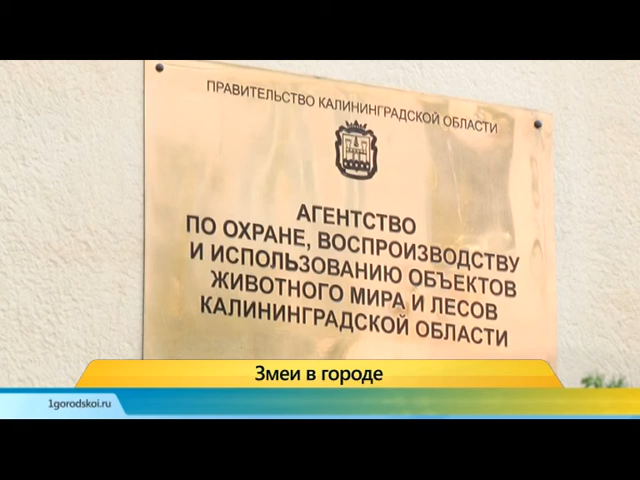 ПРАВИТЕЛЬСТВО КАЛИНИНГРАДСКОЙ ОБЛАСТИ
АГЕНТСТВО
ПО ОХРАНЕ, ВОСПРОИЗВОДСТВУ
И ИСПОЛЬЗОВАНИЮ ОБЪЕКТОВ
ЖИВОТНОГО МИРА И ЛЕСОВ
КАЛИНИНГРАДСКОЙ ОБЛАСТИ
Змеи в городе
1gorodskoi.ru